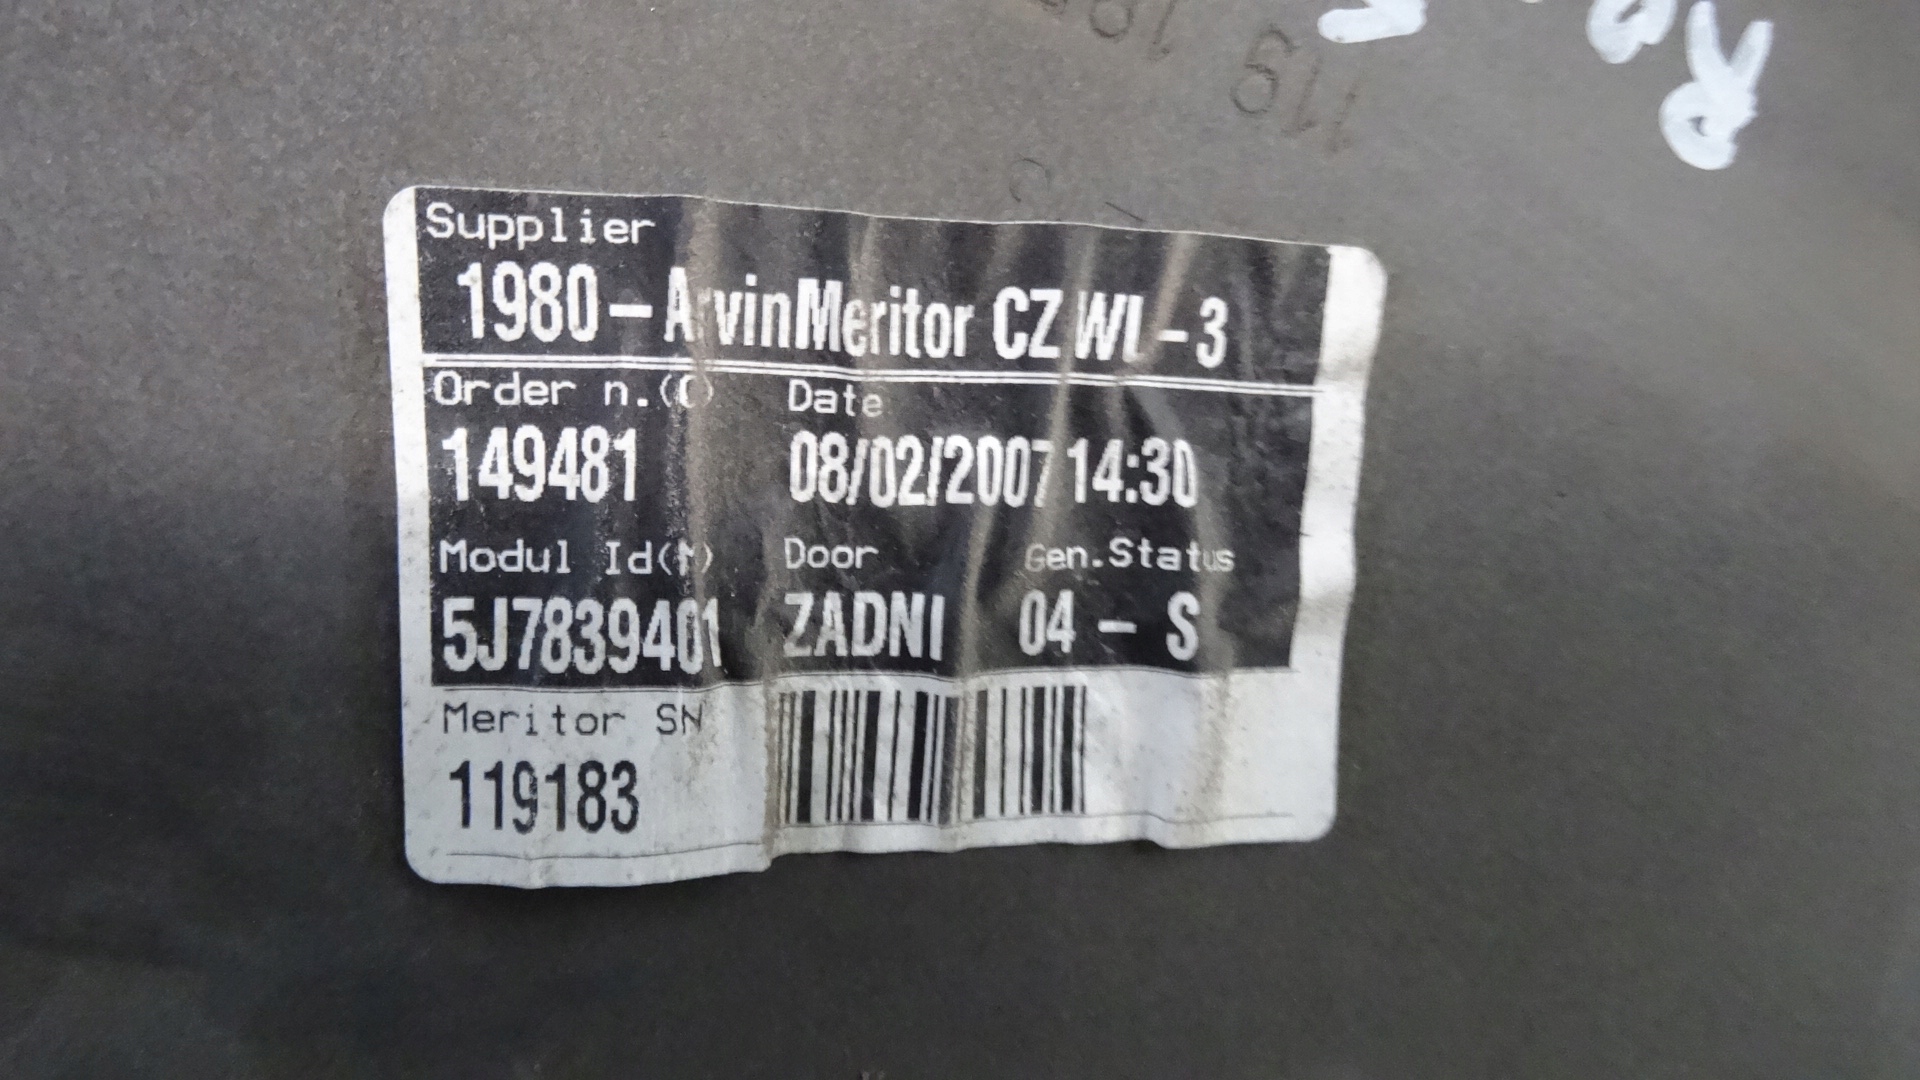 Supplier
1980-ArvinMeritor CZ WL-3
Order n.(O) Date
149481 08/02/2007 14:30
Modul Id(M) Door Gen.Status
5J7839401 ZADNI 04 - S
Meritor SN
119183